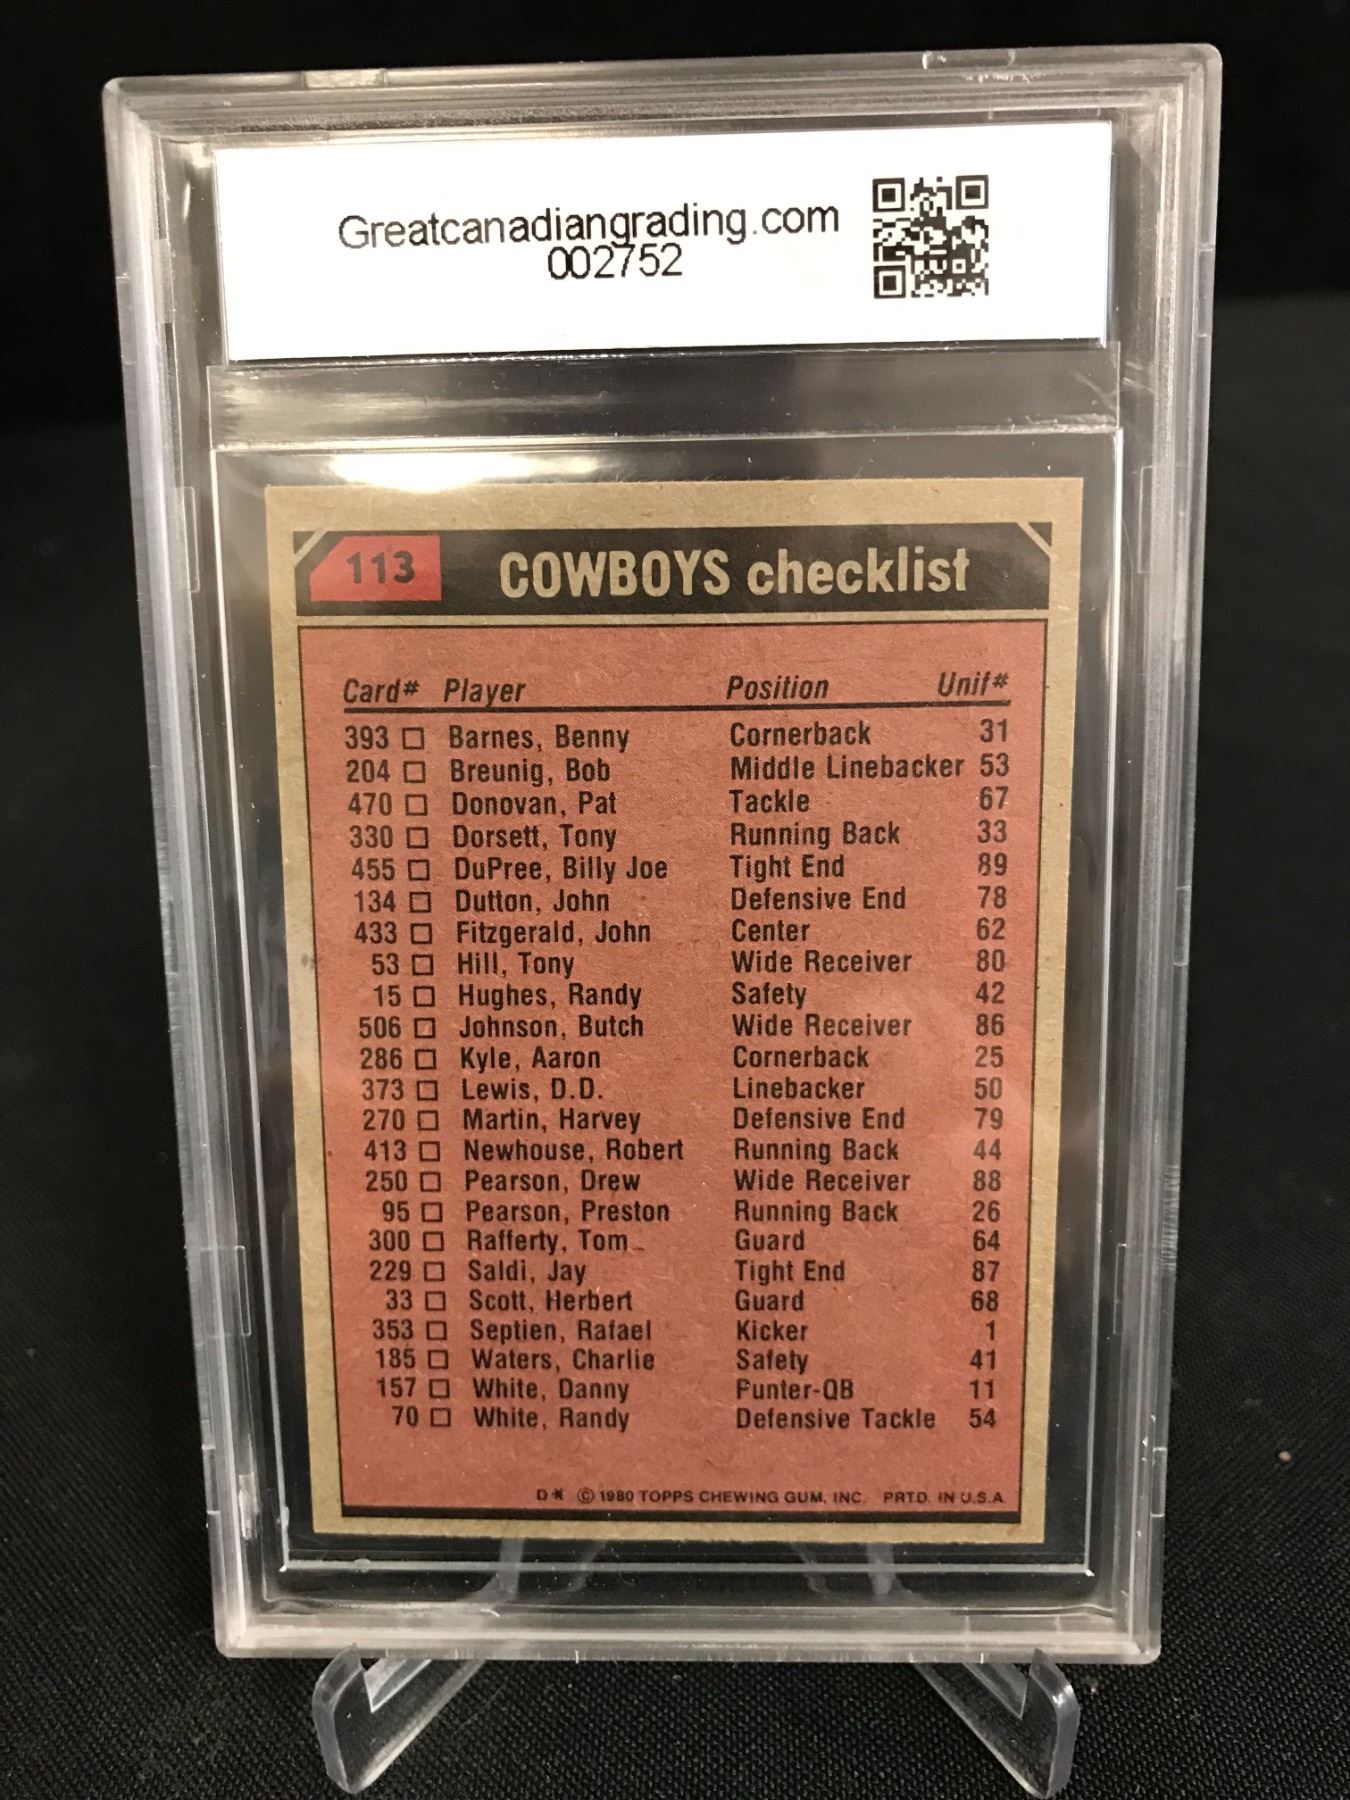 Greatcanadiangrading.com
002752
113 COWBOYS checklist
Card# Player Position Unif#
393 Barnes, Benny Cornerback 31
204 Breunig, Bob Middle Linebacker 53
470 Donovan, Pat Tackle 67
330 Dorsett, Tony Running Back 33
455 DuPree, Billy Joe Tight End 89
134 Dutton, John Defensive End 78
433 Fitzgerald, John Center 62
53 Hill, Tony Wide Receiver 80
15 Hughes, Randy Safety 42
506 Johnson, Butch Wide Receiver 86
286 Kyle, Aaron Cornerback 25
373 Lewis, D.D. Linebacker 50
270 Martin, Harvey Defensive End 79
413 Newhouse, Robert Running Back 44
250 Pearson, Drew Wide Receiver 88
95 Pearson, Preston Running Back 26
300 Rafferty, Tom Guard 64
229 Saldi, Jay Tight End 87
33 Scott, Herbert Guard 68
353 Septien, Rafael Kicker 1
185 Waters, Charlie Safety 41
157 White, Danny Punter-QB 11
70 White, Randy Defensive Tackle 54
D* © 1980 TOPPS CHEWING GUM, INC. PRTD. IN U.S.A.